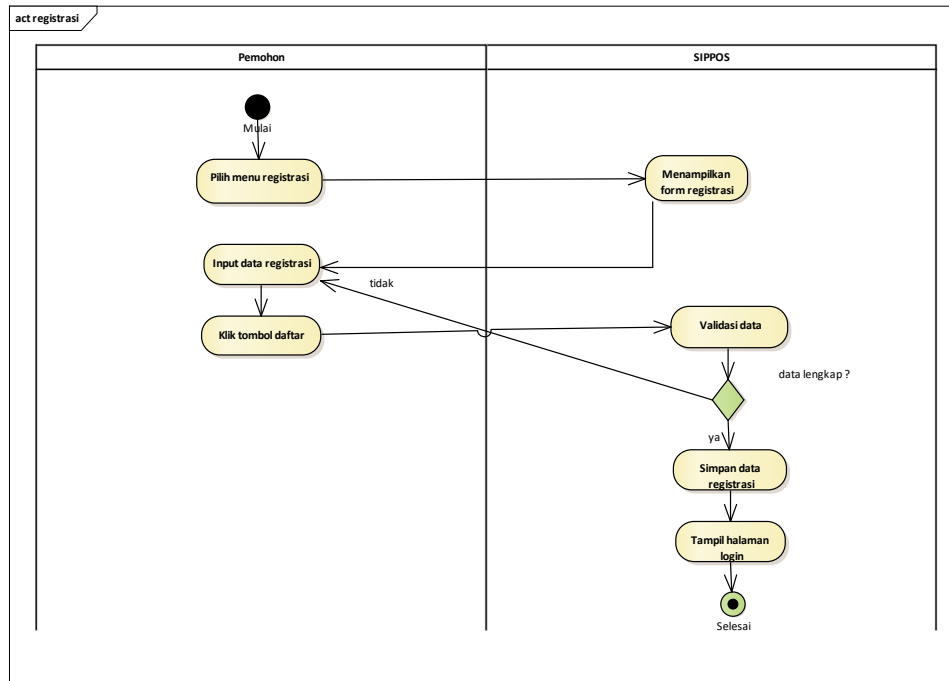 act registrasi
Pemohon
SIPPOS
Mulai
Pilih menu registrasi
Menampilkan
form registrasi
Input data registrasi
tidak
Klik tombol daftar
Validasi data
data lengkap ?
ya
Simpan data
registrasi
Tampil halaman
login
Selesai